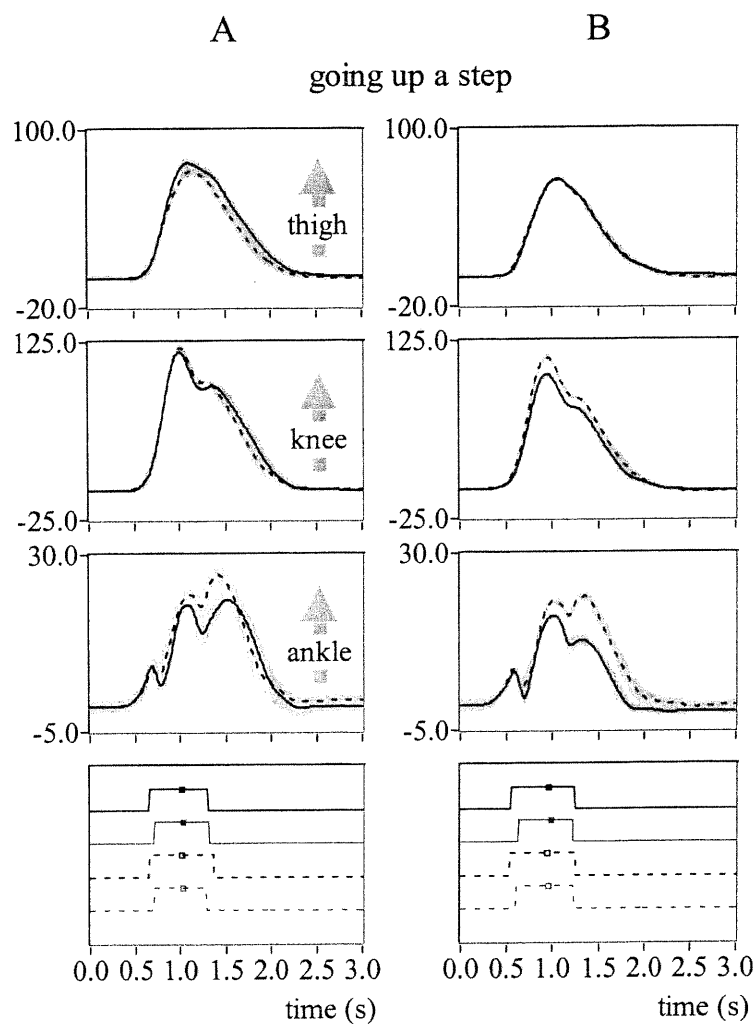 A B
going up a step
100.0 100.0
thigh
-20.0 -20.0
125.0 125.0
knee
-25.0 -25.0
30.0 30.0
ankle
-5.0 -5.0
0.0 0.5 1.0 1.5 2.0 2.5 3.0 0.0 0.5 1.0 1.5 2.0 2.5 3.0
time (s) time (s)